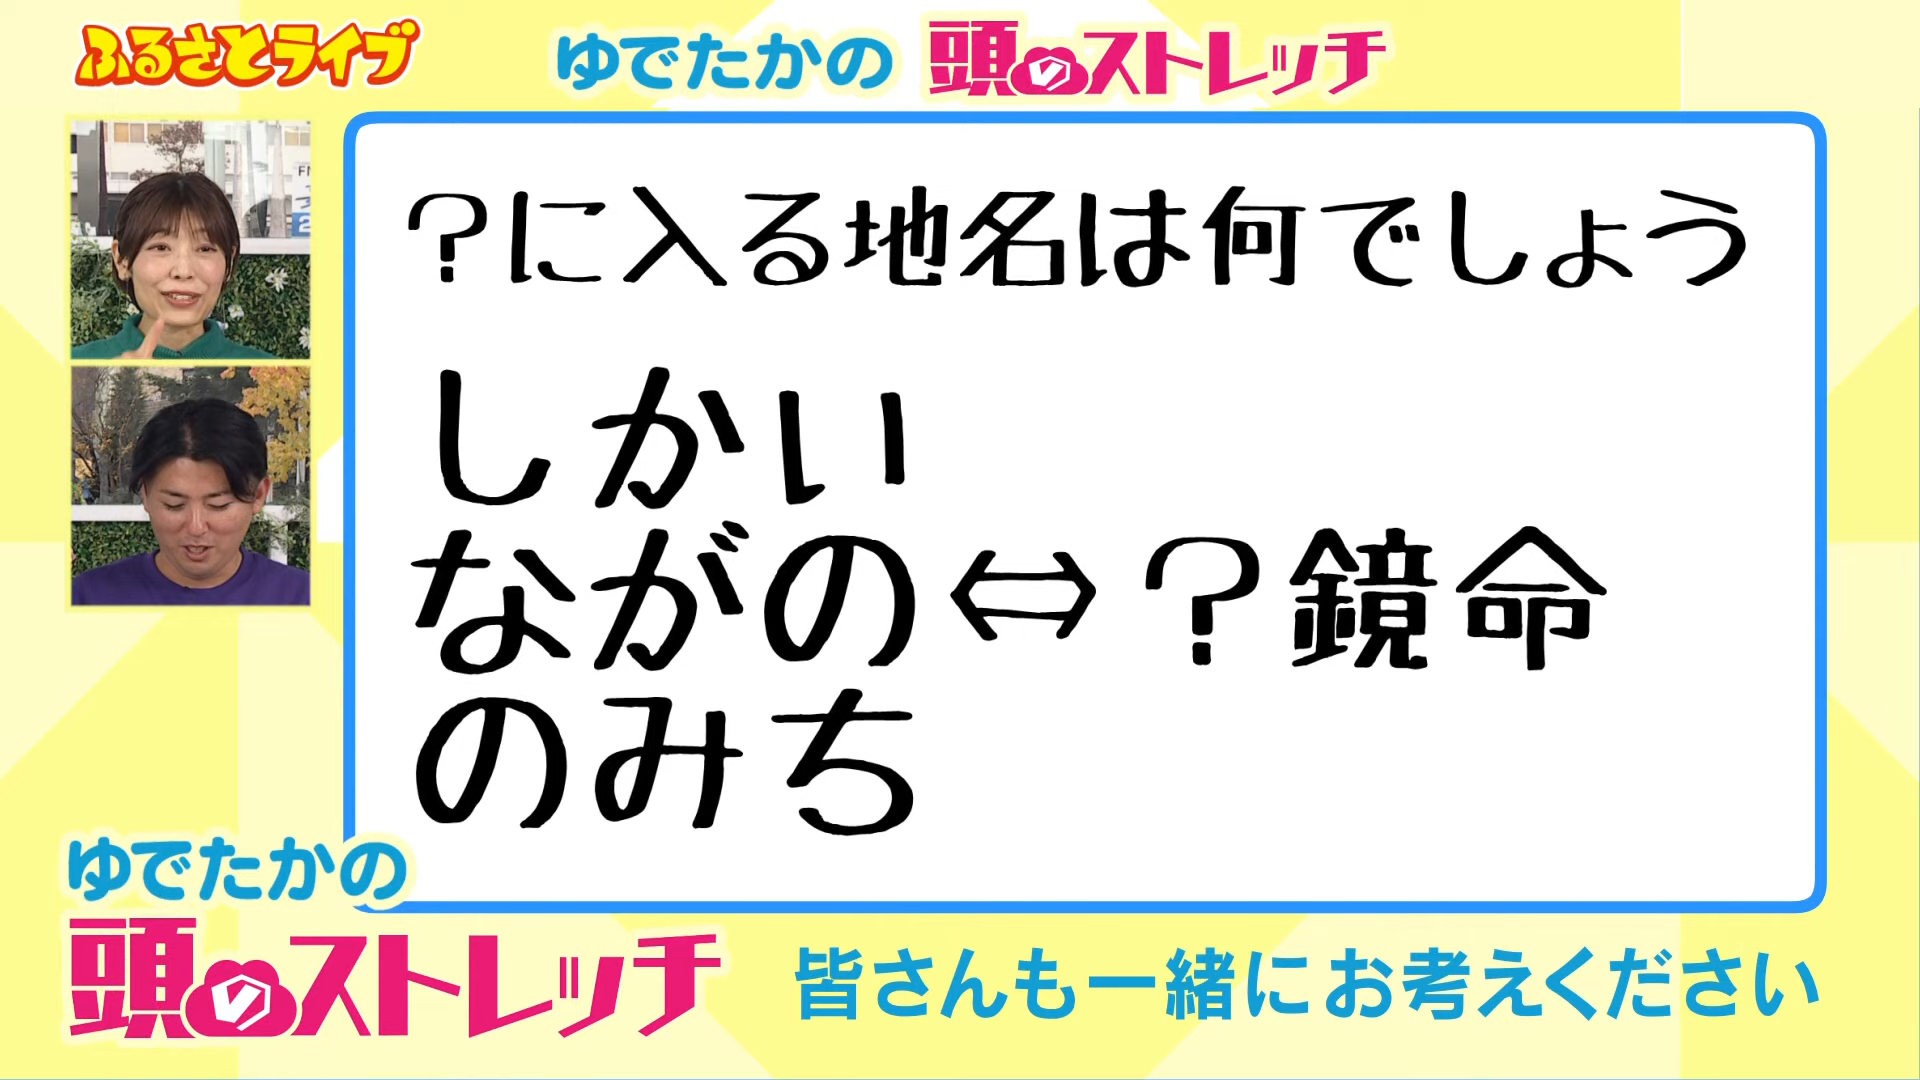 ふるさとライブ
ゆでたかの 頭のストレッチ
?に入る地名は何でしょう
しかい
ながの⇔?鏡命
のみち
ゆでたかの
頭のストレッチ
皆さんも一緒にお考えください